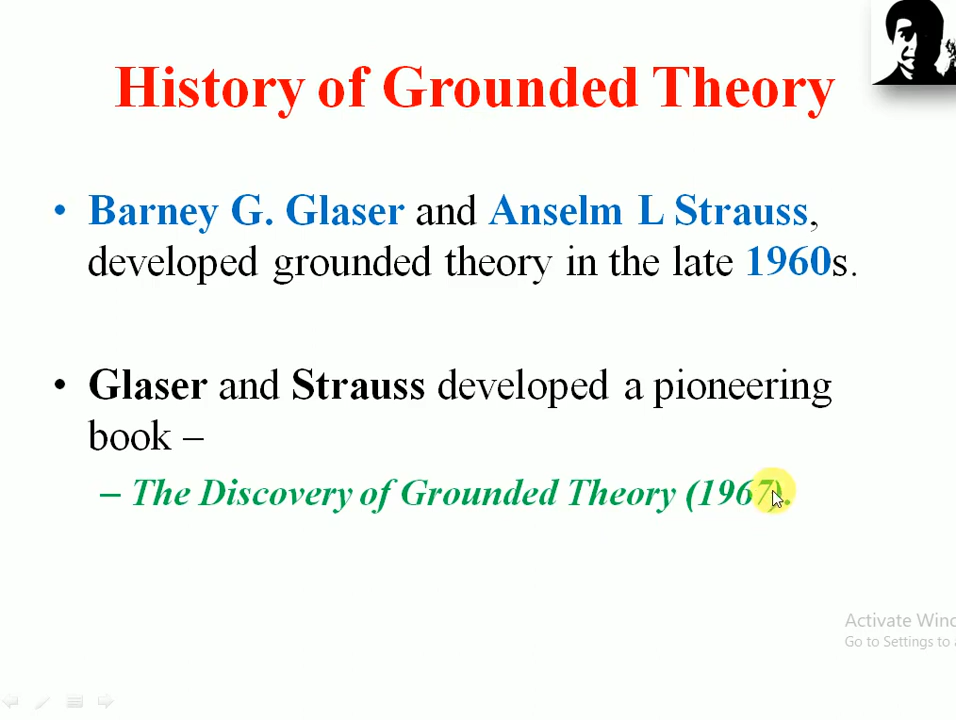 History of Grounded Theory
• Barney G. Glaser and Anselm L Strauss,
developed grounded theory in the late 1960s.
• Glaser and Strauss developed a pioneering
book –
– The Discovery of Grounded Theory (1967).
Activate Wind
Go to Settings to